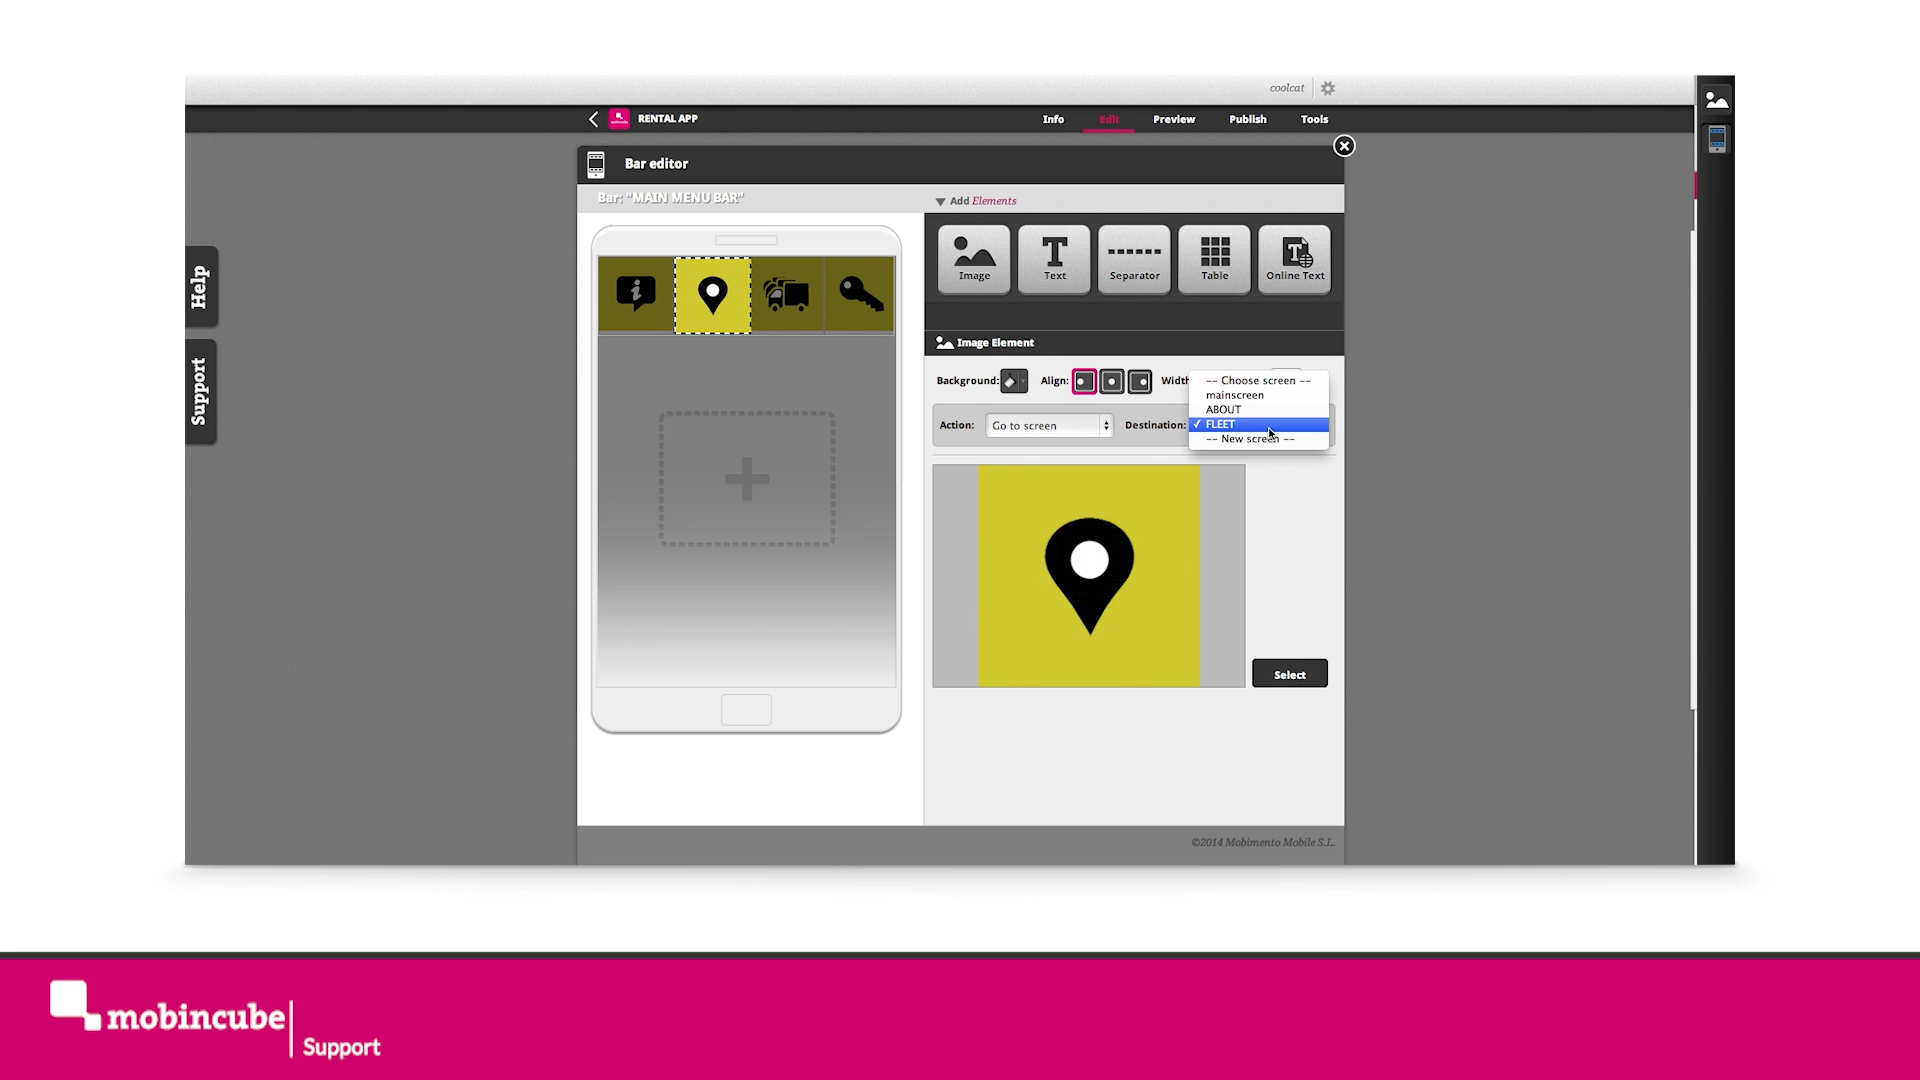 coolcat
RENTAL APP
Info Edit Preview Publish Tools
Bar editor
Bar: "MAIN MENU BAR"
Add Elements
Image Text Separator Table Online Text
Image Element
Background: Align: Width
-- Choose screen --
mainscreen
ABOUT
Action: Go to screen Destination: ✓ FLEET
-- New screen --
Select
©2014 Mobimento Mobile S.L.
Help
Support
mobincube
Support